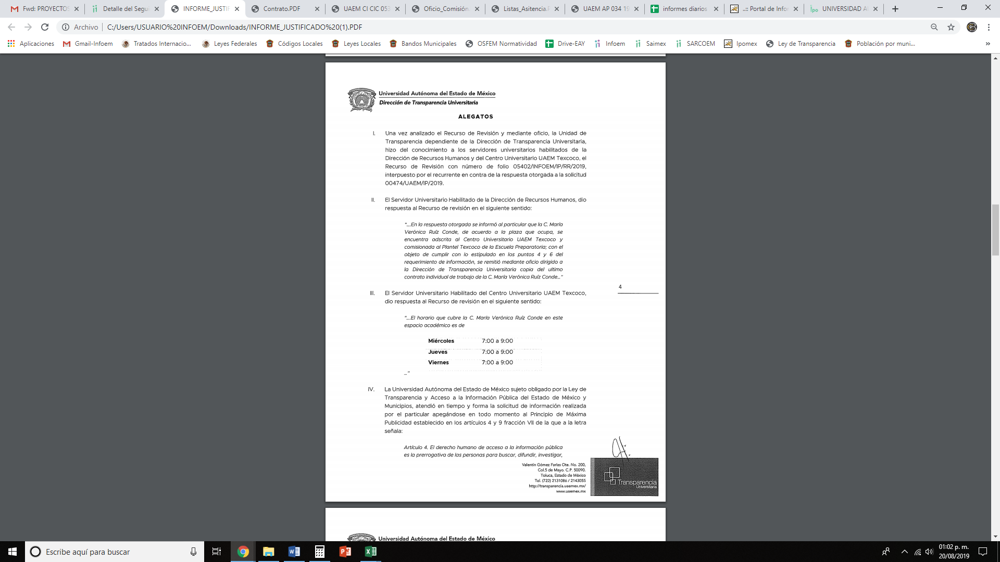 Fwd: PROYECTOS
Detalle del Segui
INFORME_JUSTIF
Contrato.PDF
UAEM CI CIC 053
Oficio_Comisión.
Listas_Asitencia.P
UAEM AP 034 19
informes diarios
..:: Portal de Infor
UNIVERSIDAD A
Archivo
C:/Users/USUARIO%20INFOEM/Downloads/INFORME_JUSTIFICADO%20(1).PDF
Aplicaciones
Gmail-Infoem
Tratados Internacio...
Leyes Federales
Códigos Locales
Leyes Locales
Bandos Municipales
OSFEM Normatividad
Drive-EAY
Infoem
Saimex
SARCOEM
Ipomex
Ley de Transparencia
Población por muni...
»
Universidad Autónoma del Estado de México
Dirección de Transparencia Universitaria
ALEGATOS
I. Una vez analizado el Recurso de Revisión y mediante oficio, la Unidad de
Transparencia dependiente de la Dirección de Transparencia Universitaria,
hizo del conocimiento a los servidores universitarios habilitados de la
Dirección de Recursos Humanos y del Centro Universitario UAEM Texcoco, el
Recurso de Revisión con número de folio 05402/INFOEM/IP/RR/2019,
interpuesto por el recurrente en contra de la respuesta otorgada a la solicitud
00474/UAEM/IP/2019.
II. El Servidor Universitario Habilitado de la Dirección de Recursos Humanos, dio
respuesta al Recurso de revisión en el siguiente sentido:
"....En la respuesta otorgada se informó al particular que la C. María
Verónica Ruíz Conde, de acuerdo a la plaza que ocupa, se
encuentra adscrita al Centro Universitario UAEM Texcoco y
comisionada al Plantel Texcoco de la Escuela Preparatoria; con el
objeto de cumplir con lo estipulado en los puntos 4 y 6 del
requerimiento de información, se remitió mediante oficio dirigido a
la Dirección de Transparencia Universitaria copia del ultimo
contrato individual de trabajo de la C. María Verónica Ruíz Conde..."
4
III. El Servidor Universitario Habilitado del Centro Universitario UAEM Texcoco,
dio respuesta al Recurso de revisión en el siguiente sentido:
"....El horario que cubre la C. María Verónica Ruíz Conde en este
espacio académico es de
Miércoles 7:00 a 9:00
Jueves 7:00 a 9:00
Viernes 7:00 a 9:00
..."
IV. La Universidad Autónoma del Estado de México sujeto obligado por la Ley de
Transparencia y Acceso a la Información Pública del Estado de México y
Municipios, atendió en tiempo y forma la solicitud de información realizada
por el particular apegándose en todo momento al Principio de Máxima
Publicidad establecido en los artículos 4 y 9 fracción VII de la que a la letra
señala:
Artículo 4. El derecho humano de acceso a la información pública
es la prerrogativa de las personas para buscar, difundir, investigar,
Valentín Gómez Farías Ote. No. 200,
Col.5 de Mayo. C.P. 50090.
Toluca, Estado de México
Tel. (722) 2131086 / 2143055
http://transparencia.uaemex.mx/
www.uaemex.mx
Transparencia
Universitaria
Universidad Autónoma del Estado de México
Escribe aquí para buscar
01:02 p. m.
20/08/2019